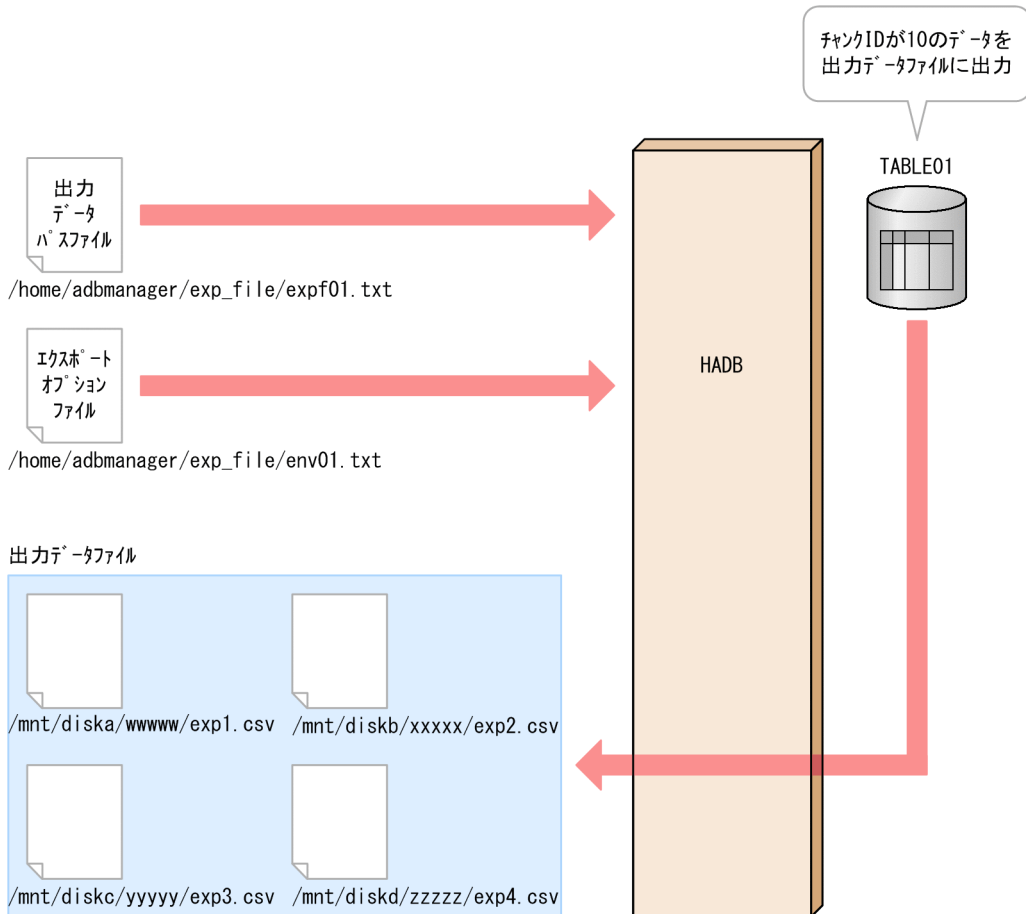 チャンクIDが10のデータを
出力データファイルに出力
TABLE01
出力
データ
パスファイル
/home/adbmanager/exp_file/expf01.txt
エクスポート
オプション
ファイル
/home/adbmanager/exp_file/env01.txt
HADB
出力データファイル
/mnt/diska/wwwww/exp1.csv
/mnt/diskb/xxxxx/exp2.csv
/mnt/diskc/yyyyy/exp3.csv
/mnt/diskd/zzzzz/exp4.csv